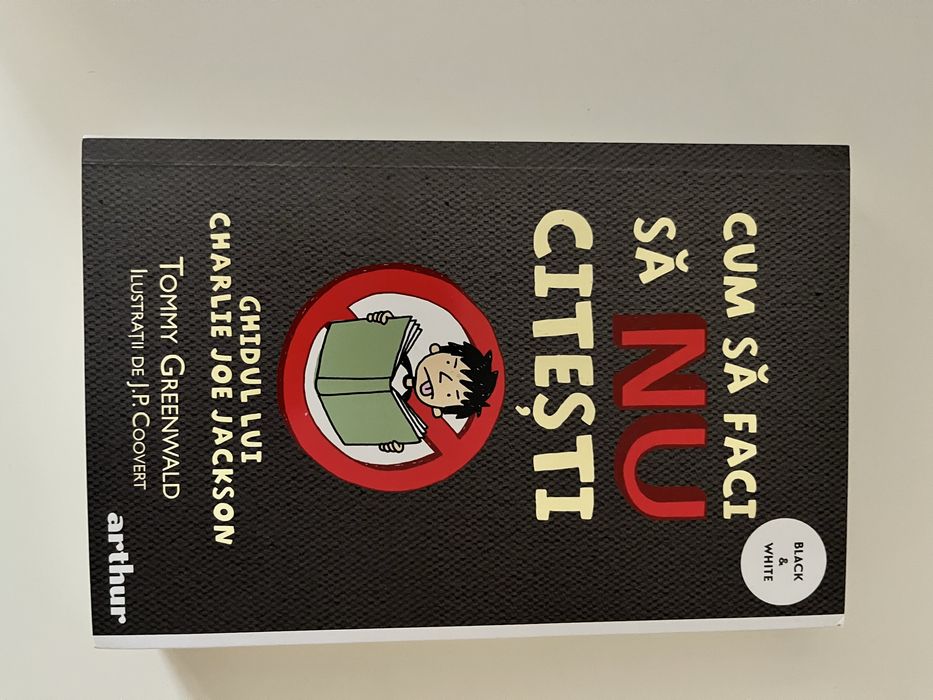 BLACK
&
WHITE
CUM SĂ FACI
SĂ NU
CITEȘTI
GHIDUL LUI
CHARLIE JOE JACKSON
TOMMY GREENWALD
ILUSTRAȚII DE J.P. COOVERT
arthur